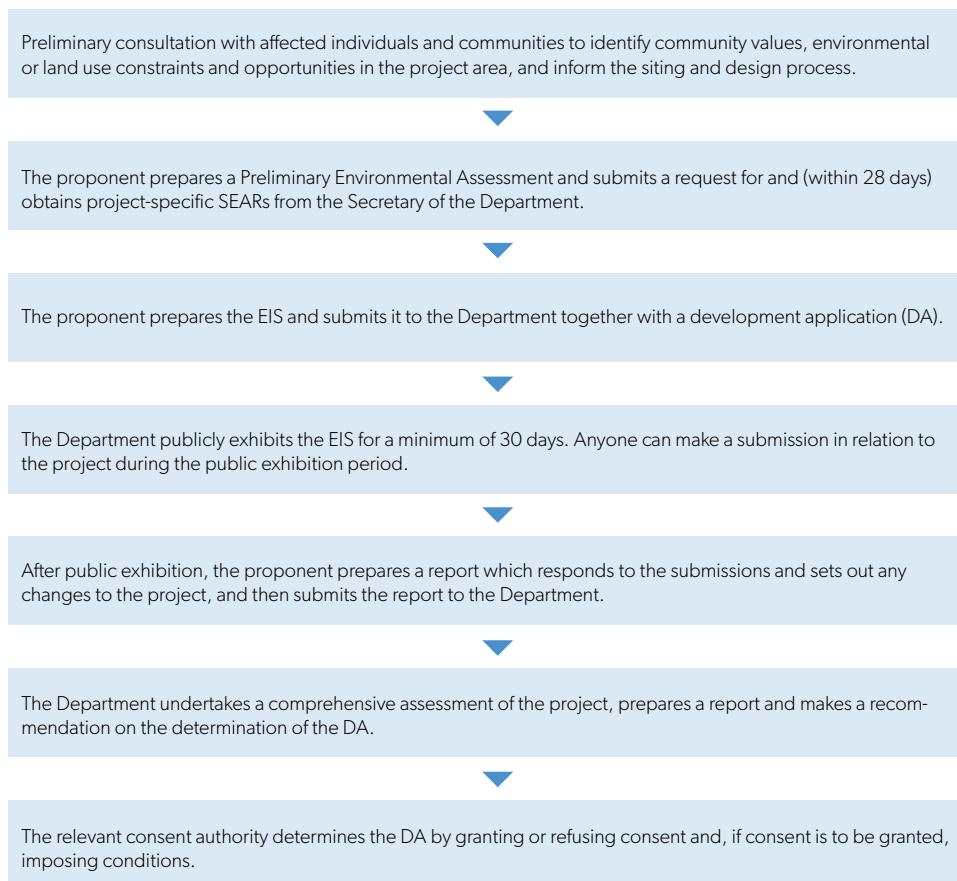 Preliminary consultation with affected individuals and communities to identify community values, environmental
or land use constraints and opportunities in the project area, and inform the siting and design process.
The proponent prepares a Preliminary Environmental Assessment and submits a request for and (within 28 days)
obtains project-specific SEARs from the Secretary of the Department.
The proponent prepares the EIS and submits it to the Department together with a development application (DA).
The Department publicly exhibits the EIS for a minimum of 30 days. Anyone can make a submission in relation to
the project during the public exhibition period.
After public exhibition, the proponent prepares a report which responds to the submissions and sets out any
changes to the project, and then submits the report to the Department.
The Department undertakes a comprehensive assessment of the project, prepares a report and makes a recom-
mendation on the determination of the DA.
The relevant consent authority determines the DA by granting or refusing consent and, if consent is to be granted,
imposing conditions.